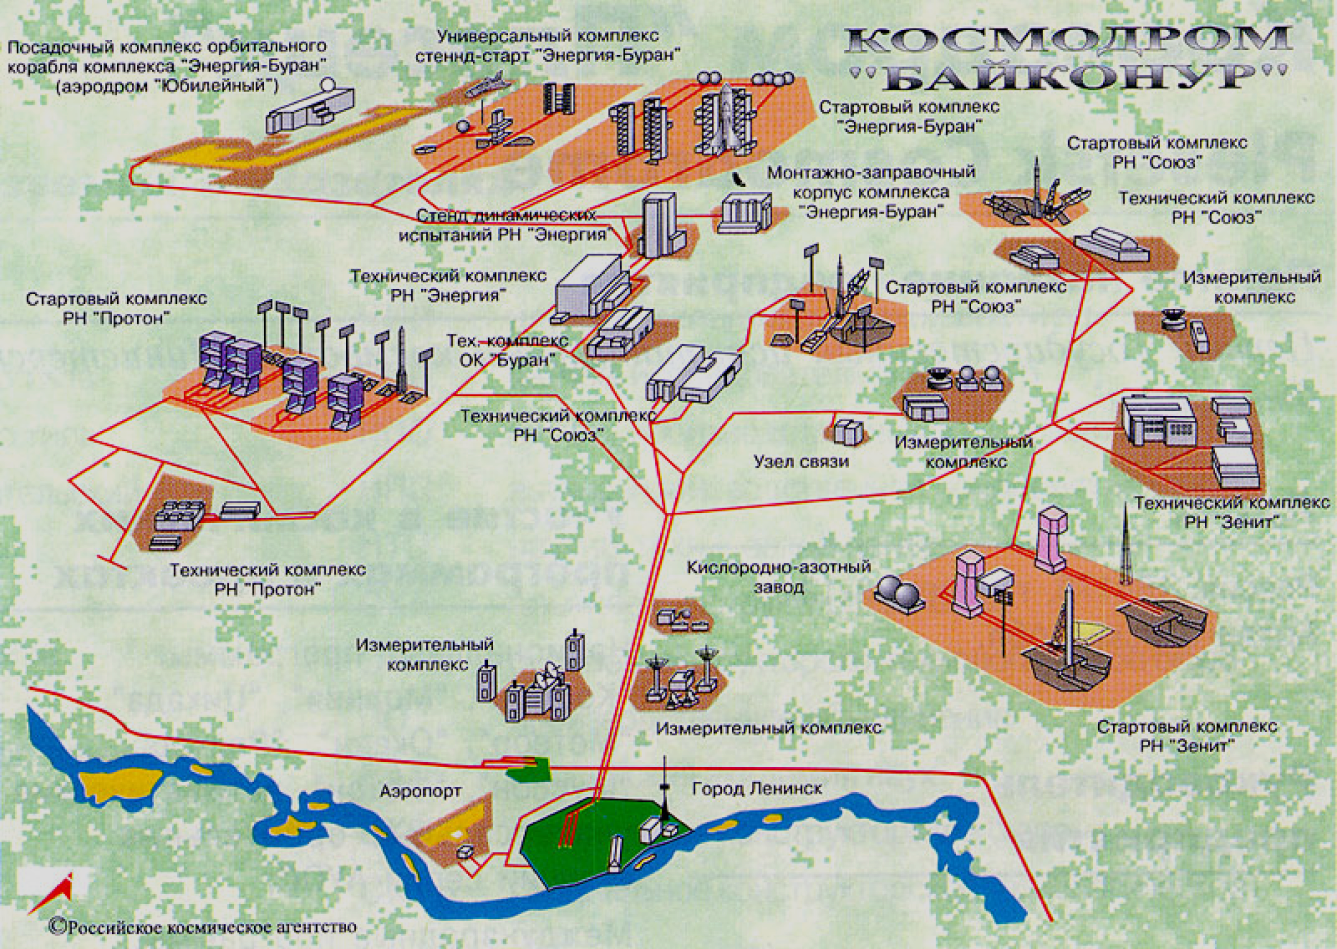 КОСМОДРОМ
"БАЙКОНУР"
Посадочный комплекс орбитального
корабля комплекса "Энергия-Буран"
(аэродром "Юбилейный")
Универсальный комплекс
стеннд-старт "Энергия-Буран"
Стартовый комплекс
"Энергия-Буран"
Стартовый комплекс
РН "Союз"
Монтажно-заправочный
корпус комплекса
"Энергия-Буран"
Технический комплекс
РН "Союз"
Стенд динамических
испытаний РН "Энергия"
Технический комплекс
РН "Энергия"
Стартовый комплекс
РН "Союз"
Измерительный
комплекс
Стартовый комплекс
РН "Протон"
Тех. комплекс
ОК "Буран"
Технический комплекс
РН "Союз"
Узел связи
Измерительный
комплекс
Технический комплекс
РН "Зенит"
Технический комплекс
РН "Протон"
Кислородно-азотный
завод
Измерительный
комплекс
Измерительный комплекс
Стартовый комплекс
РН "Зенит"
Аэропорт
Город Ленинск
©Российское космическое агентство